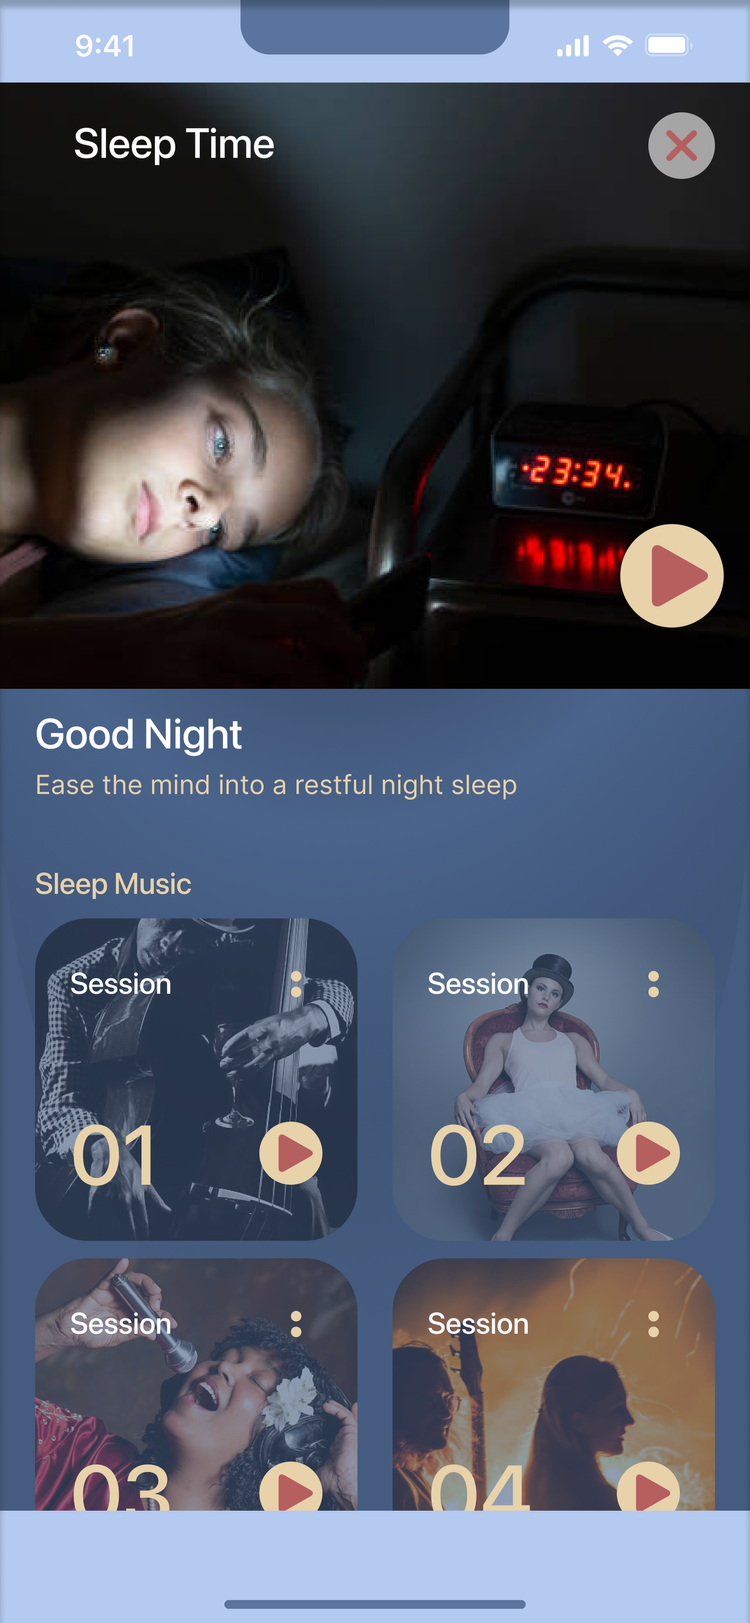 9:41
Sleep Time
23:34
Good Night
Ease the mind into a restful night sleep
Sleep Music
Session
Session
01
02
Session
Session
03
04